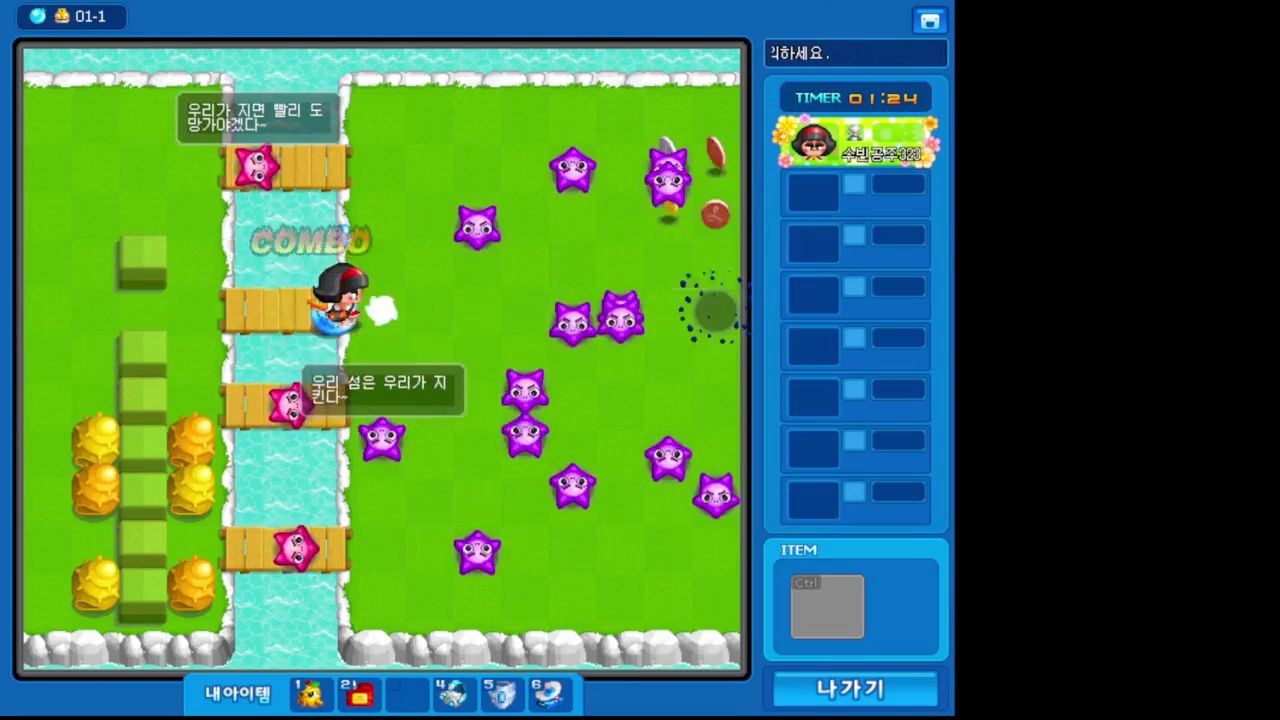 01-1
릭하세요.
TIMER 01:24
수빈공주023
우리가 지면 빨리 도
망가야겠다~
COMBO
우리 섬은 우리가 지
킨다~
ITEM
Ctrl
내아이템 1 2 4 5 6
나가기